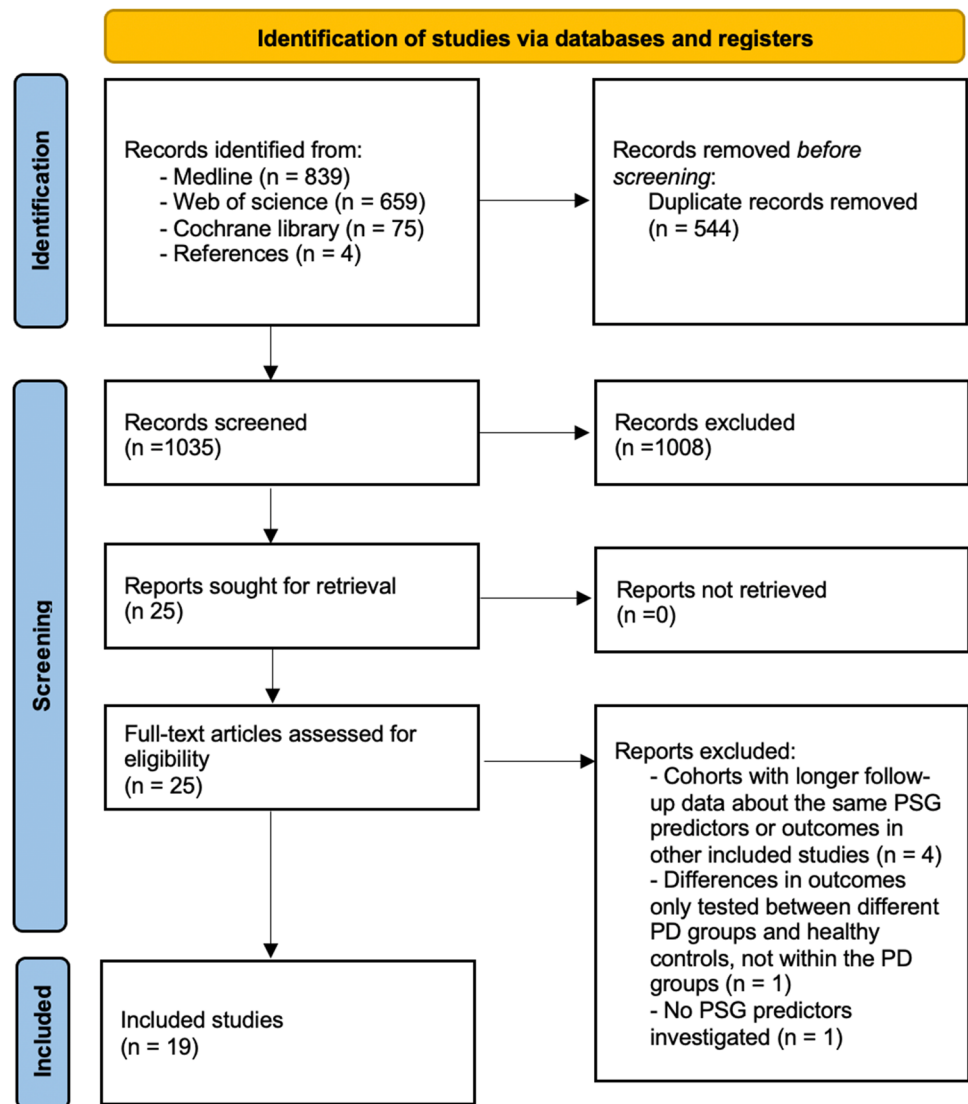 Identification of studies via databases and registers
Identification
Records identified from:
- Medline (n = 839)
- Web of science (n = 659)
- Cochrane library (n = 75)
- References (n = 4)
Records removed before
screening:
Duplicate records removed
(n = 544)
Screening
Records screened
(n =1035)
Records excluded
(n =1008)
Reports sought for retrieval
(n 25)
Reports not retrieved
(n =0)
Full-text articles assessed for
eligibility
(n = 25)
Reports excluded:
- Cohorts with longer follow-
up data about the same PSG
predictors or outcomes in
other included studies (n = 4)
- Differences in outcomes
only tested between different
PD groups and healthy
controls, not within the PD
groups (n = 1)
- No PSG predictors
investigated (n = 1)
Included
Included studies
(n = 19)